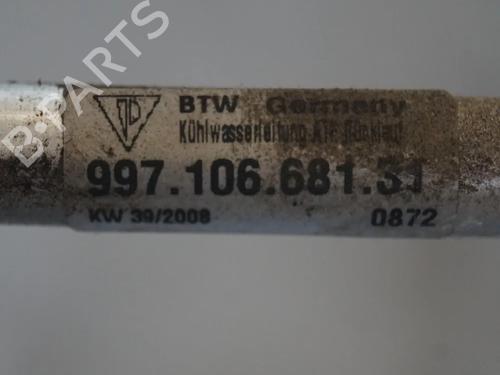 BTW Germany
Kühlwasserleitung ATF Rücklauf
997.106.681.31
KW 39/2008 0872
B-PARTS